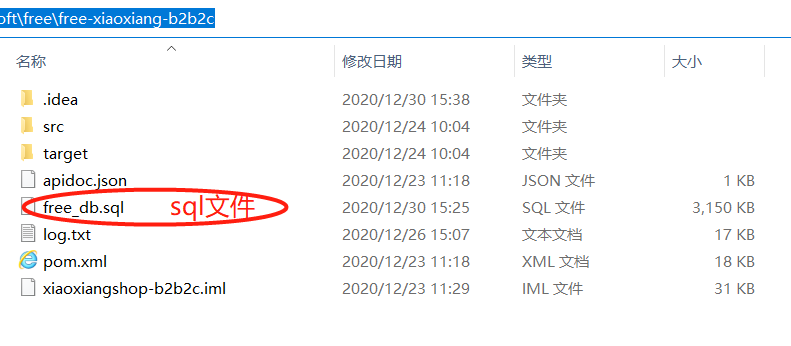 oft\free\free-xiaoxiang-b2b2c
名称 修改日期 类型 大小
.idea 2020/12/30 15:38 文件夹
src 2020/12/24 10:04 文件夹
target 2020/12/24 10:04 文件夹
apidoc.json 2020/12/23 11:18 JSON 文件 1 KB
free_db.sql sql文件 2020/12/30 15:25 SQL 文件 3,150 KB
log.txt 2020/12/26 15:07 文本文档 17 KB
pom.xml 2020/12/23 11:18 XML 文档 18 KB
xiaoxiangshop-b2b2c.iml 2020/12/23 11:29 IML 文件 31 KB